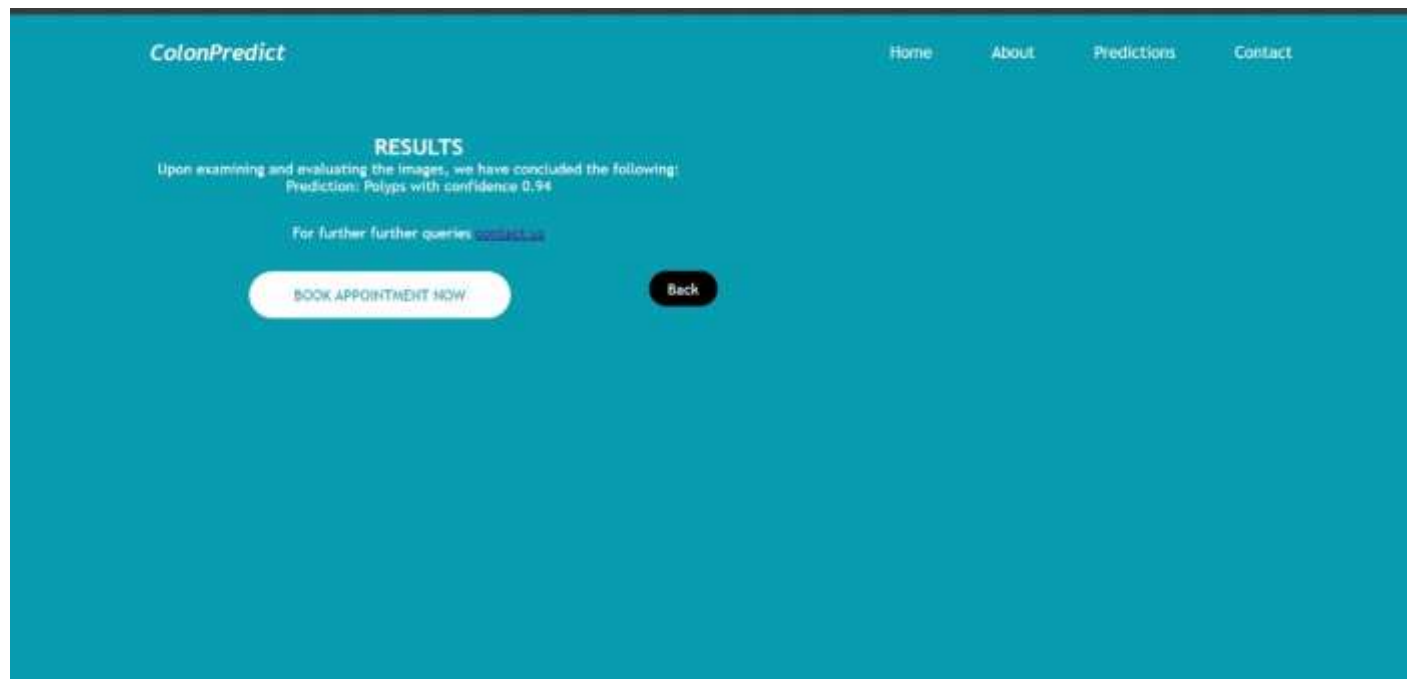 ColonPredict
Home About Predictions Contact
RESULTS
Upon examining and evaluating the images, we have concluded the following:
Prediction: Polyps with confidence 0.94
For further further queries contact us
BOOK APPOINTMENT NOW
Back